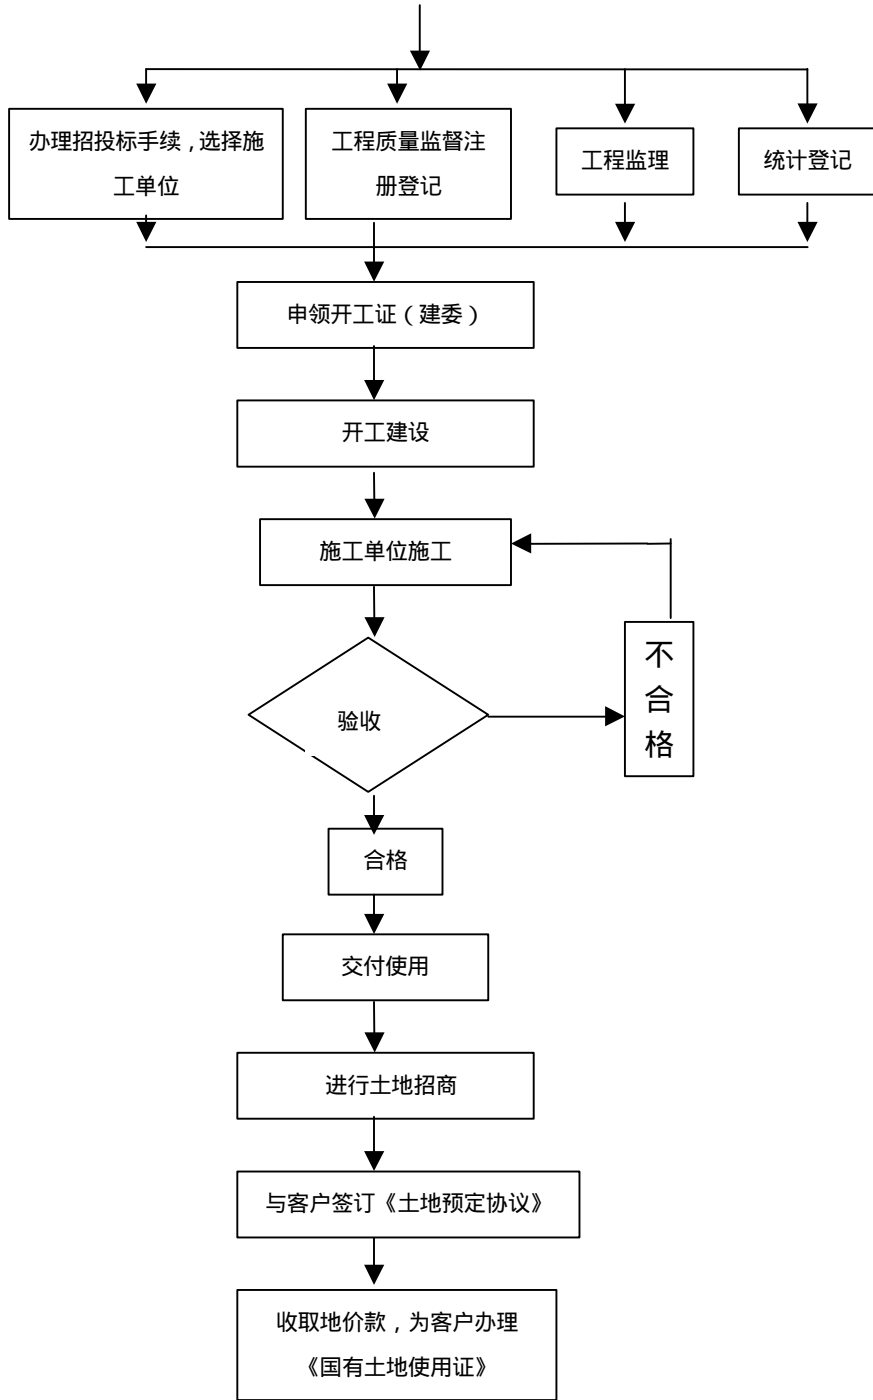 办理招投标手续，选择施
工单位
工程质量监督注
册登记
工程监理
统计登记
申领开工证（建委）
开工建设
施工单位施工
不
合
格
验收
合格
交付使用
进行土地招商
与客户签订《土地预定协议》
收取地价款，为客户办理
《国有土地使用证》